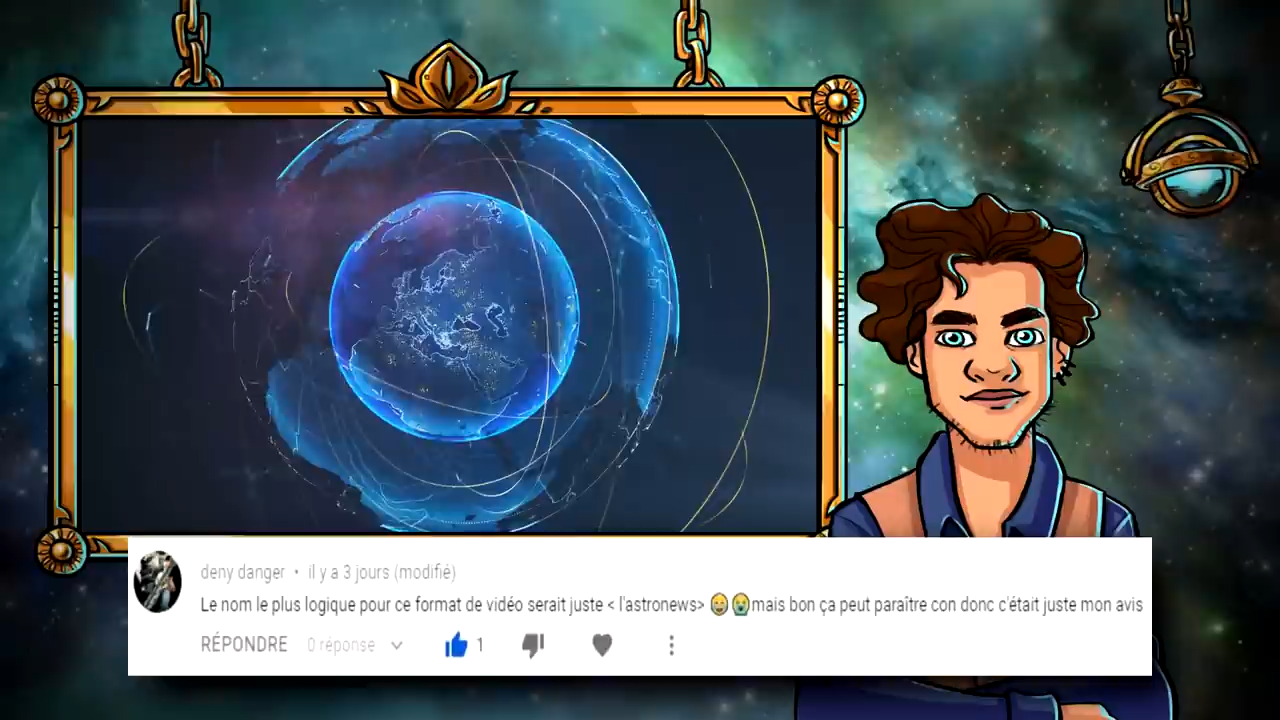 deny danger • il y a 3 jours (modifié)
Le nom le plus logique pour ce format de vidéo serait juste < l'astronews> 😄😭mais bon ça peut paraître con donc c'était juste mon avis
RÉPONDRE 0 réponse 1